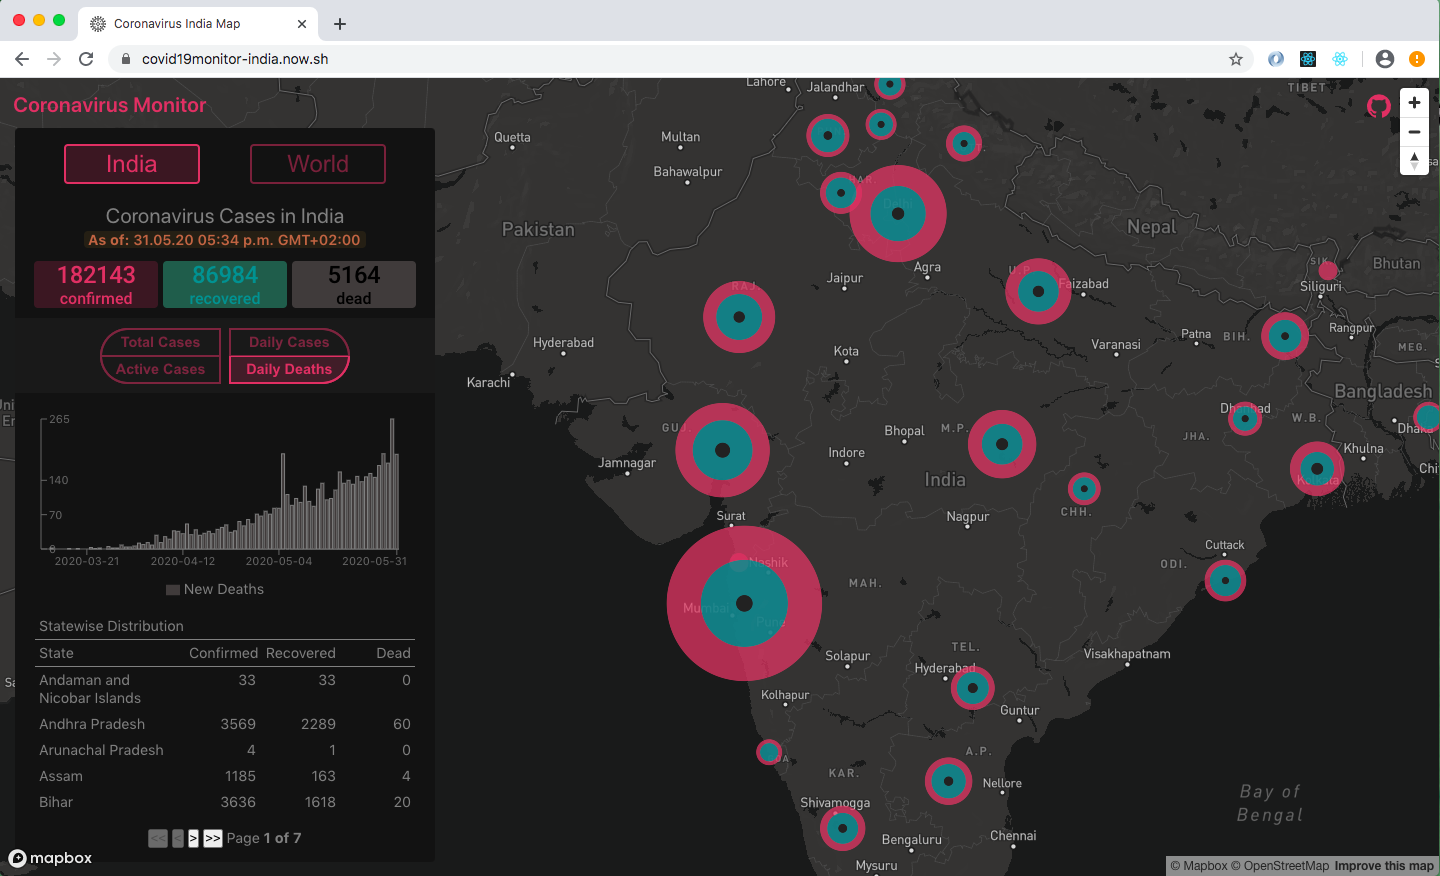 Coronavirus India Map
covid19monitor-india.now.sh
Coronavirus Monitor
India
World
Coronavirus Cases in India
As of: 31.05.20 05:34 p.m. GMT+02:00
182143
confirmed
86984
recovered
5164
dead
Total Cases
Daily Cases
Active Cases
Daily Deaths
265
140
70
0
2020-03-21
2020-04-12
2020-05-04
2020-05-31
New Deaths
Statewise Distribution
State Confirmed Recovered Dead
Andaman and
Nicobar Islands 33 33 0
Andhra Pradesh 3569 2289 60
Arunachal Pradesh 4 1 0
Assam 1185 163 4
Bihar 3636 1618 20
<< < > >> Page 1 of 7
mapbox
Lahore
Jalandhar
TIBET
Quetta
Multan
Bahawalpur
HAR.
Delhi
Pakistan
Nepal
Agra
Jaipur
U.P.
Faizabad
SIK.
Bhutan
Siliguri
RAJ.
Hyderabad
Kota
Varanasi
Patna
BIH.
Rangpur
MEG.
Karachi
Bangladesh
Dhanbad
W.B.
Dhaka
GUJ.
Bhopal
M.P.
JHA.
Khulna
Jamnagar
Indore
India
Kolkata
Surat
Nagpur
CHH.
Nashik
Cuttack
ODI.
MAH.
Mumbai
Pune
Solapur
TEL.
Hyderabad
Visakhapatnam
Kolhapur
Guntur
A.P.
KAR.
Nellore
Shivamogga
Bay of
Bengal
Bengaluru
Chennai
Mysuru
© Mapbox © OpenStreetMap Improve this map